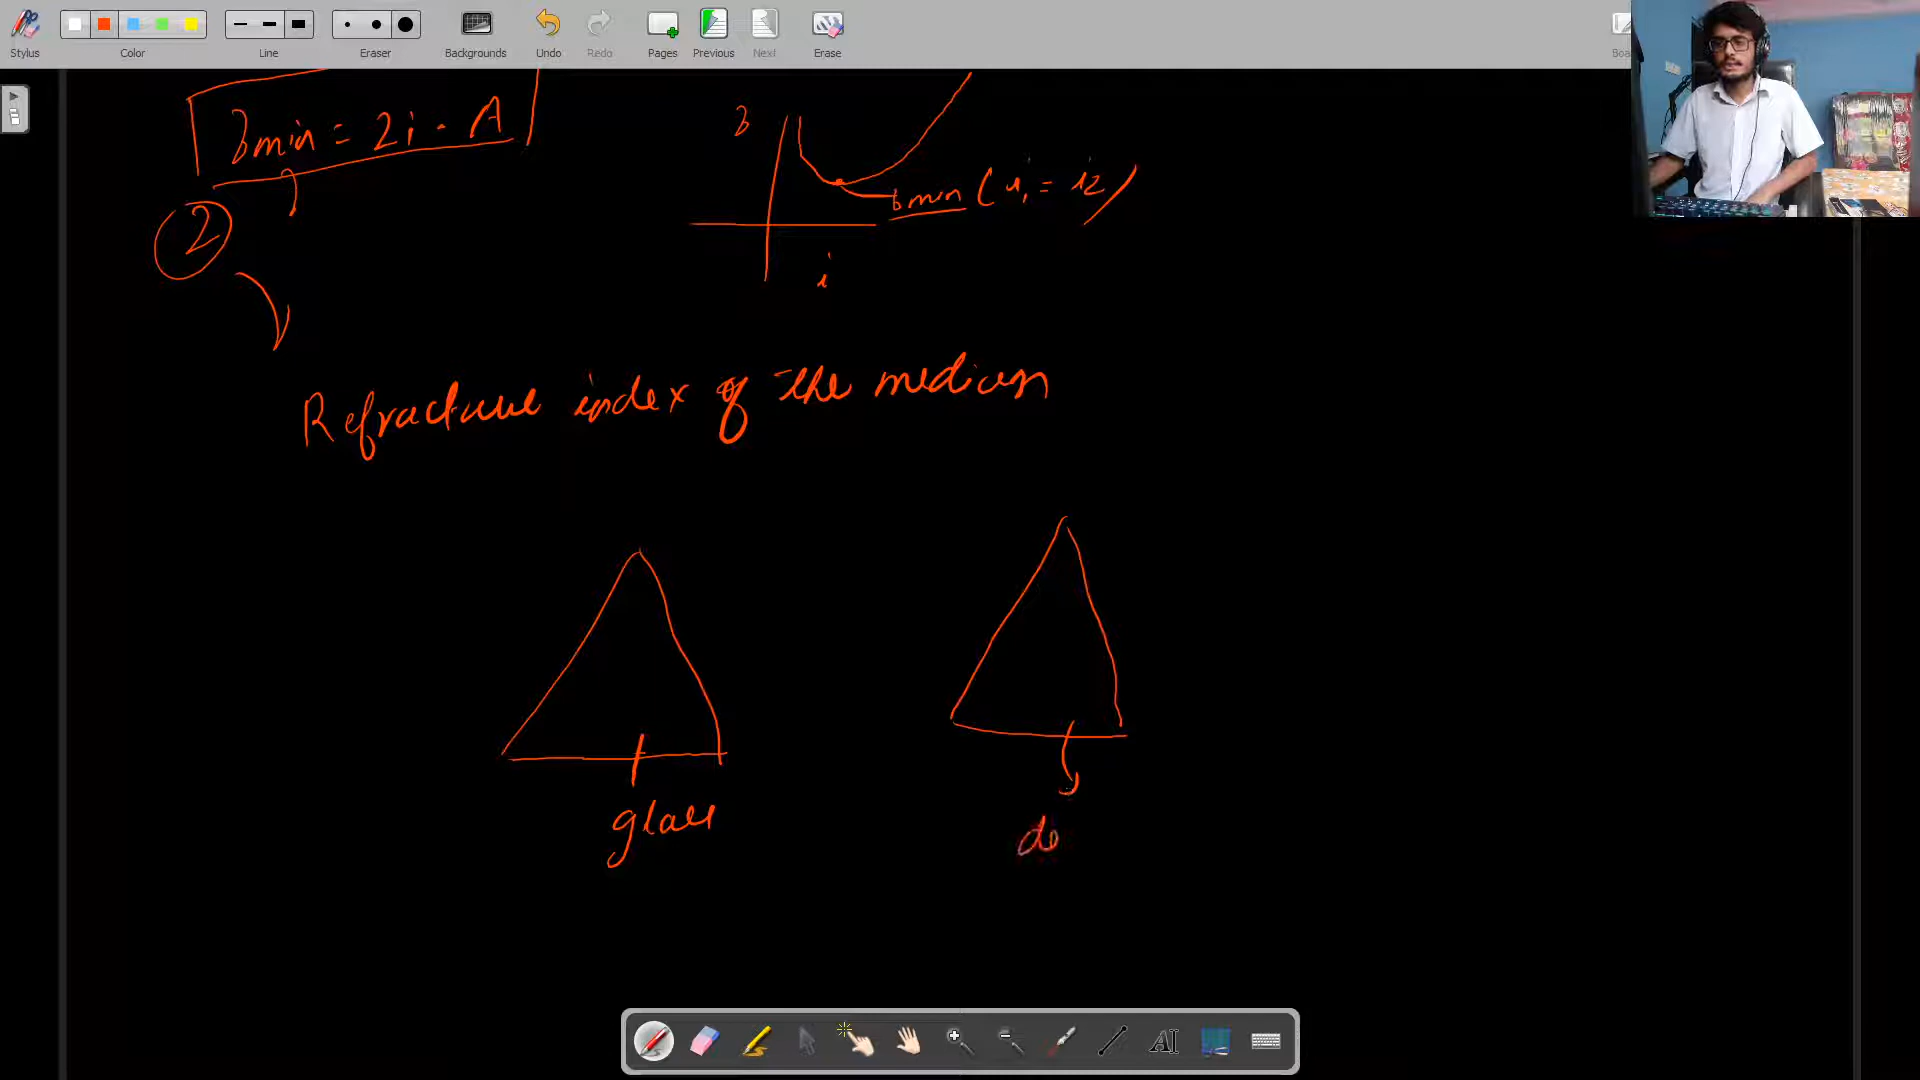 Stylus Color Line Eraser Backgrounds Undo Redo Pages Previous Next Erase
δmin = 2i - A
δ
δmin ( i₁ = i₂ )
i
2
Refractive index of the medium
glass
do
AI